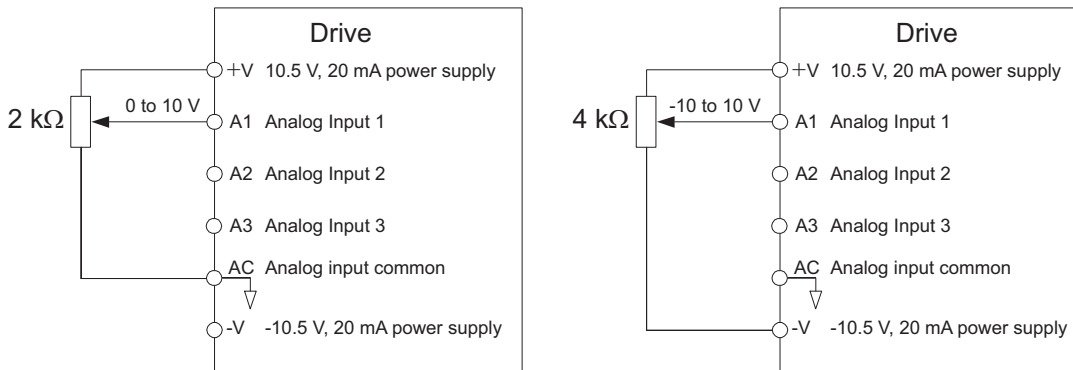 Drive
+V 10.5 V, 20 mA power supply
2 kΩ
0 to 10 V
A1 Analog Input 1
A2 Analog Input 2
A3 Analog Input 3
AC Analog input common
-V -10.5 V, 20 mA power supply
Drive
+V 10.5 V, 20 mA power supply
4 kΩ
-10 to 10 V
A1 Analog Input 1
A2 Analog Input 2
A3 Analog Input 3
AC Analog input common
-V -10.5 V, 20 mA power supply